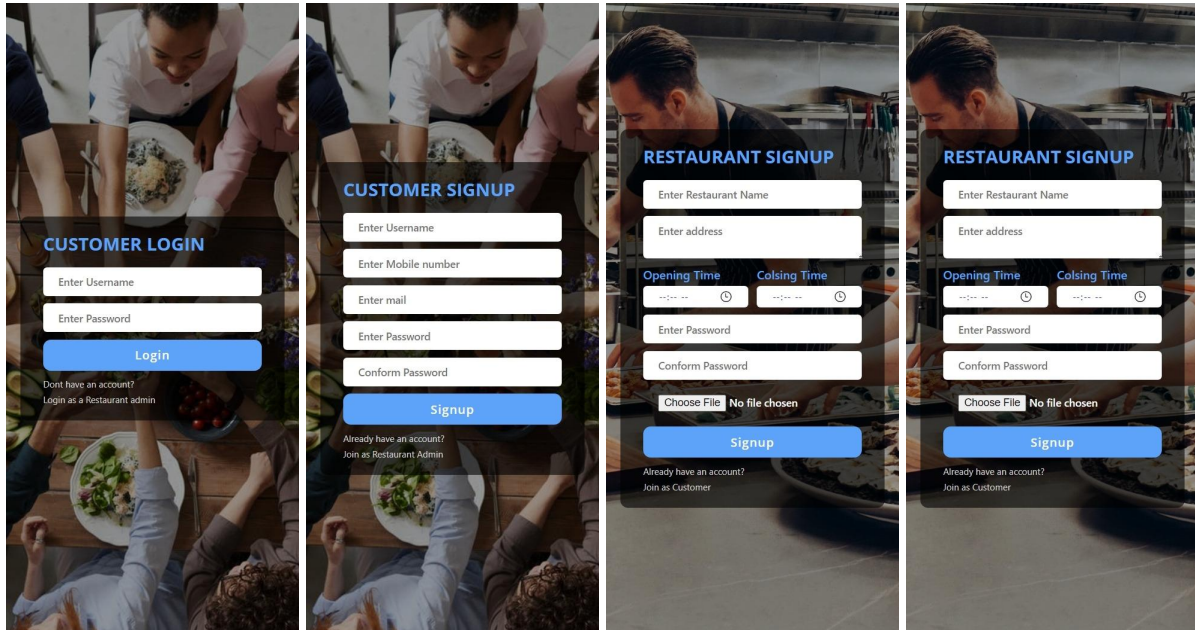 CUSTOMER LOGIN
Enter Username
Enter Password
Login
Dont have an account?
Login as a Restaurant admin
CUSTOMER SIGNUP
Enter Username
Enter Mobile number
Enter mail
Enter Password
Conform Password
Signup
Already have an account?
Join as Restaurant Admin
RESTAURANT SIGNUP
Enter Restaurant Name
Enter address
Opening Time Colsing Time
--:-- -- --:-- --
Enter Password
Conform Password
Choose File No file chosen
Signup
Already have an account?
Join as Customer
RESTAURANT SIGNUP
Enter Restaurant Name
Enter address
Opening Time Colsing Time
--:-- -- --:-- --
Enter Password
Conform Password
Choose File No file chosen
Signup
Already have an account?
Join as Customer